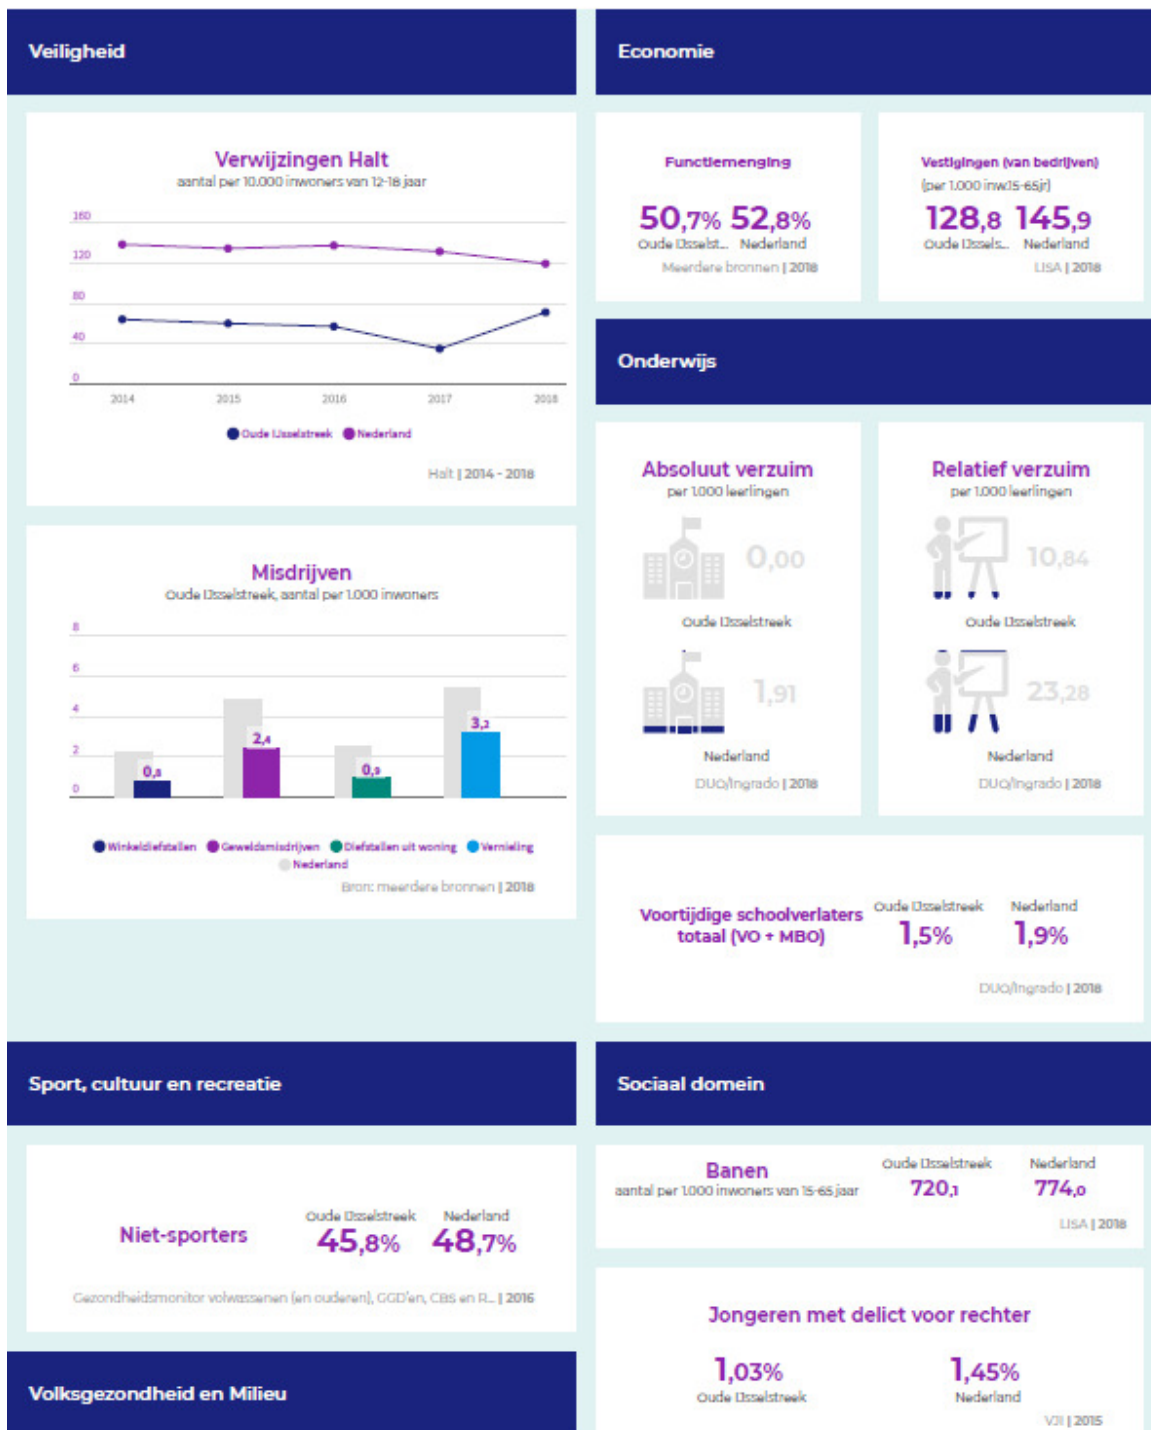 Veiligheid
Verwijzingen Halt
aantal per 10.000 inwoners van 12-18 jaar
160
120
80
40
0
2014 2015 2016 2017 2018
Oude IJsselstreek Nederland
Halt | 2014 - 2018
Misdrijven
Oude IJsselstreek, aantal per 1.000 inwoners
8
6
4
2
0
0,8 2,4 0,9 3,2
Winkeldiefstallen Geweldsmisdrijven Diefstallen uit woning Vernieling
Nederland
Bron: meerdere bronnen | 2018
Economie
Functiemenging
50,7% 52,8%
Oude IJsselst... Nederland
Meerdere bronnen | 2018
Vestigingen (van bedrijven)
(per 1.000 inw.15-65jr)
128,8 145,9
Oude IJssels... Nederland
LISA | 2018
Onderwijs
Absoluut verzuim
per 1.000 leerlingen
0,00
Oude IJsselstreek
1,91
Nederland
DUO/Ingrado | 2018
Relatief verzuim
per 1.000 leerlingen
10,84
Oude IJsselstreek
23,28
Nederland
DUO/Ingrado | 2018
Voortijdige schoolverlaters
totaal (VO + MBO)
Oude IJsselstreek Nederland
1,5% 1,9%
DUO/Ingrado | 2018
Sport, cultuur en recreatie
Niet-sporters
Oude IJsselstreek Nederland
45,8% 48,7%
Gezondheidsmonitor volwassenen (en ouderen), GGD'en, CBS en R... | 2016
Volksgezondheid en Milieu
Sociaal domein
Banen
aantal per 1.000 inwoners van 15-65 jaar
Oude IJsselstreek Nederland
720,1 774,0
LISA | 2018
Jongeren met delict voor rechter
1,03% 1,45%
Oude IJsselstreek Nederland
VJI | 2015